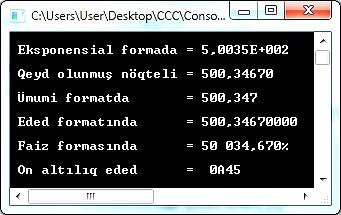 C:\Users\User\Desktop\CCC\Conso...
Eksponensial formada = 5,0035E+002
Qeyd olunmuş nöqteli = 500,34670
Ümumi formatda = 500,347
Eded formatında = 500,34670000
Faiz formasında = 50 034,670%
On altılıq eded = 0A45